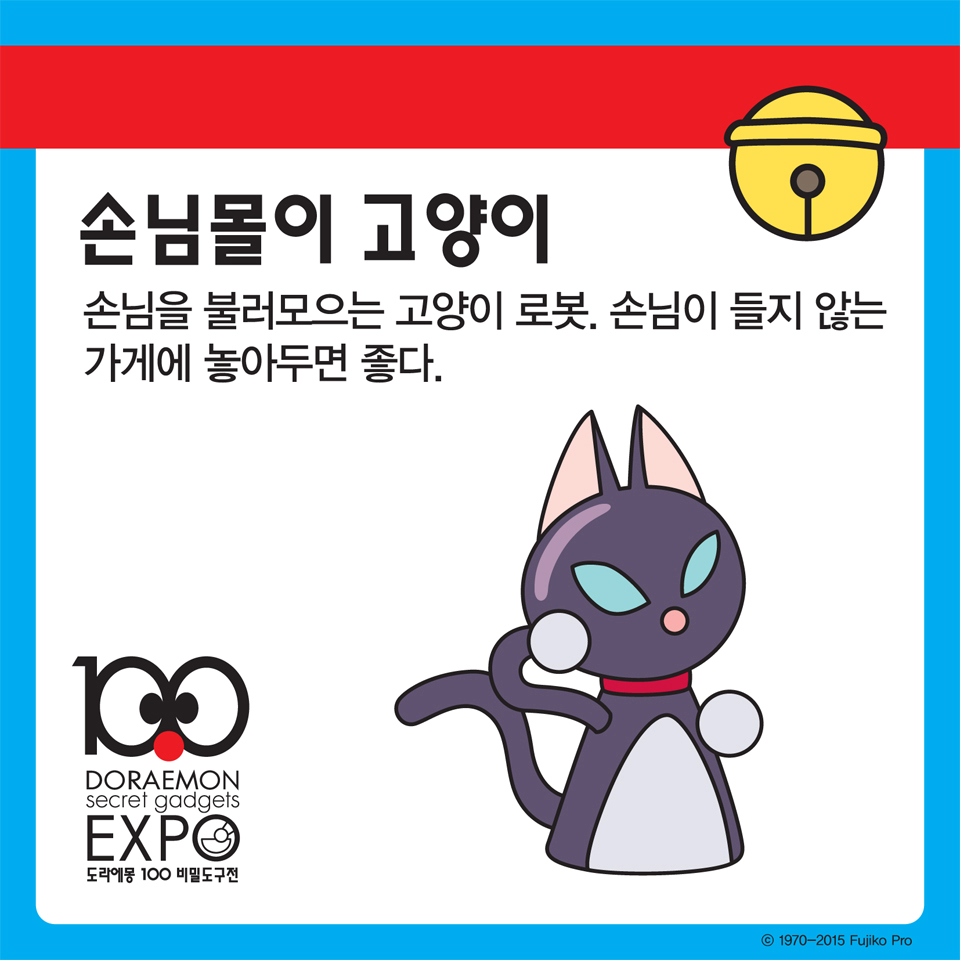 손님몰이 고양이
손님을 불러모으는 고양이 로봇. 손님이 들지 않는
가게에 놓아두면 좋다.
100
DORAEMON
secret gadgets
EXPO
도라에몽 100 비밀도구전
© 1970–2015 Fujiko Pro